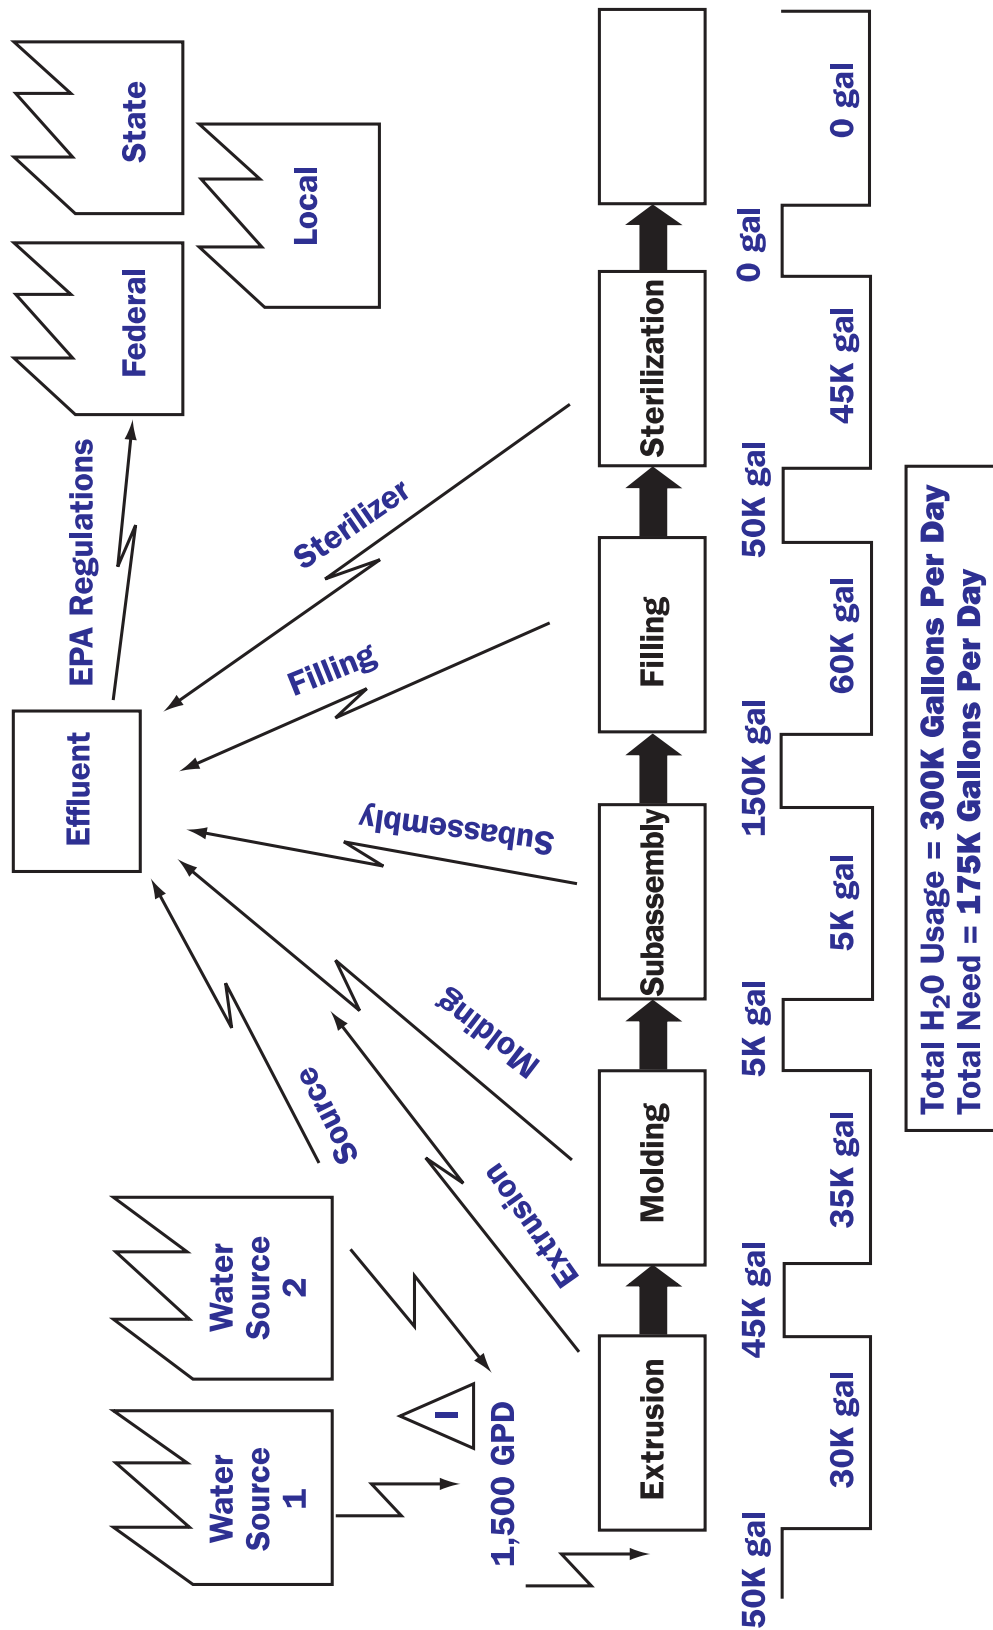 Water
Source
1
Water
Source
2
Effluent
EPA Regulations
Federal
State
Local
I
1,500 GPD
Source
Extrusion
Molding
Subassembly
Filling
Sterilizer
Extrusion
Molding
Subassembly
Filling
Sterilization
50K gal
30K gal
45K gal
35K gal
5K gal
5K gal
150K gal
60K gal
50K gal
45K gal
0 gal
0 gal
Total H₂O Usage = 300K Gallons Per Day
Total Need = 175K Gallons Per Day